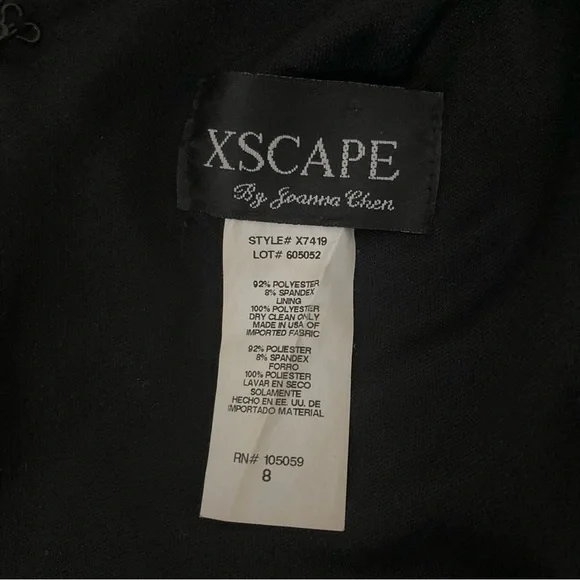 XSCAPE
By Joanna Chen
STYLE# X7419
LOT# 605052
92% POLYESTER
8% SPANDEX
LINING
100% POLYESTER
DRY CLEAN ONLY
MADE IN USA OF
IMPORTED FABRIC
92% POLIESTER
8% SPANDEX
FORRO
100% POLIESTER
LAVAR EN SECO
SOLAMENTE
HECHO EN EE. UU. DE
IMPORTADO MATERIAL
RN# 105059
8